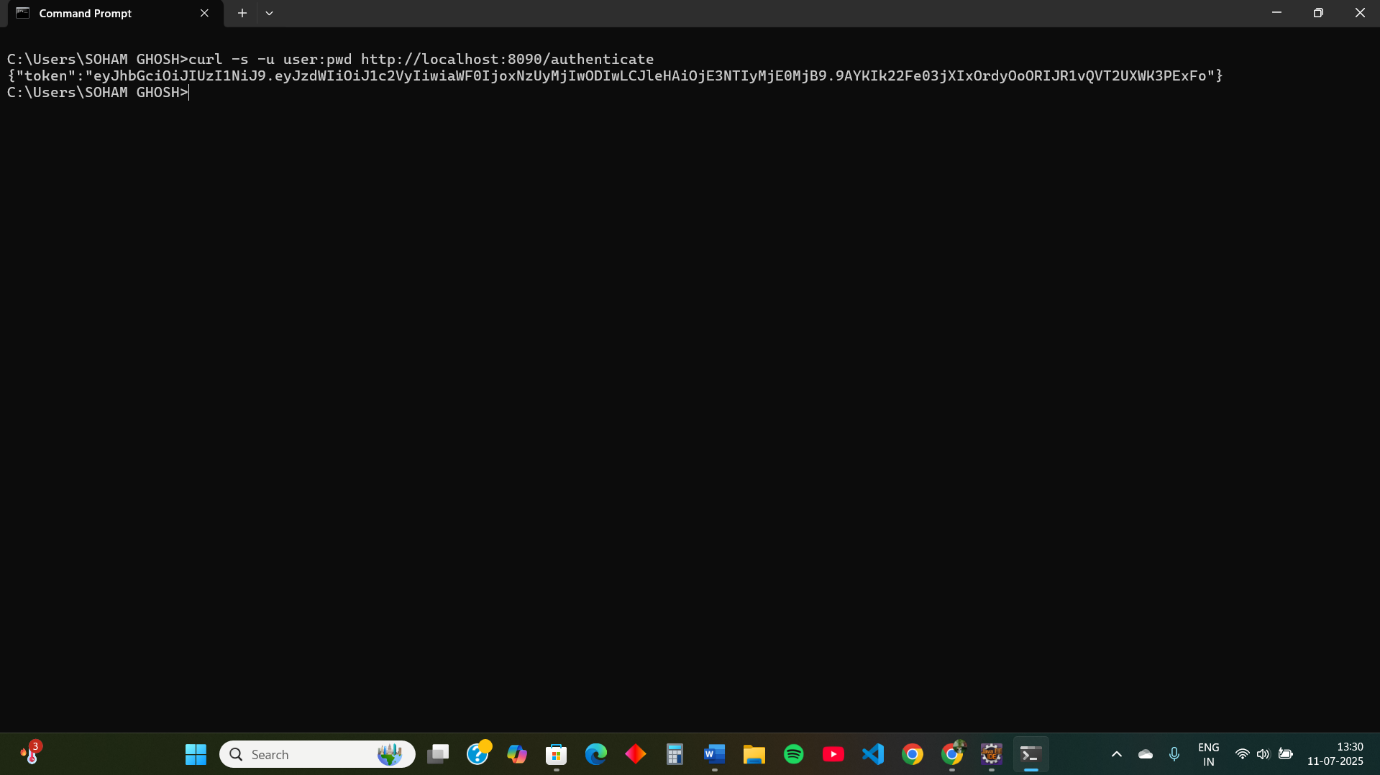 Command Prompt
C:\Users\SOHAM GHOSH>curl -s -u user:pwd http://localhost:8090/authenticate
{"token":"eyJhbGciOiJIUzI1NiJ9.eyJzdWIiOiJ1c2VyIiwiaWF0IjoxNzUyMjIwODIwLCJleHAiOjE3NTIyMjE0MjB9.9AYKIk22Fe03jXIxOrdyOoORIJR1vQVT2UXWK3PExFo"}
C:\Users\SOHAM GHOSH>
3
Search
ENG
IN
13:30
11-07-2025